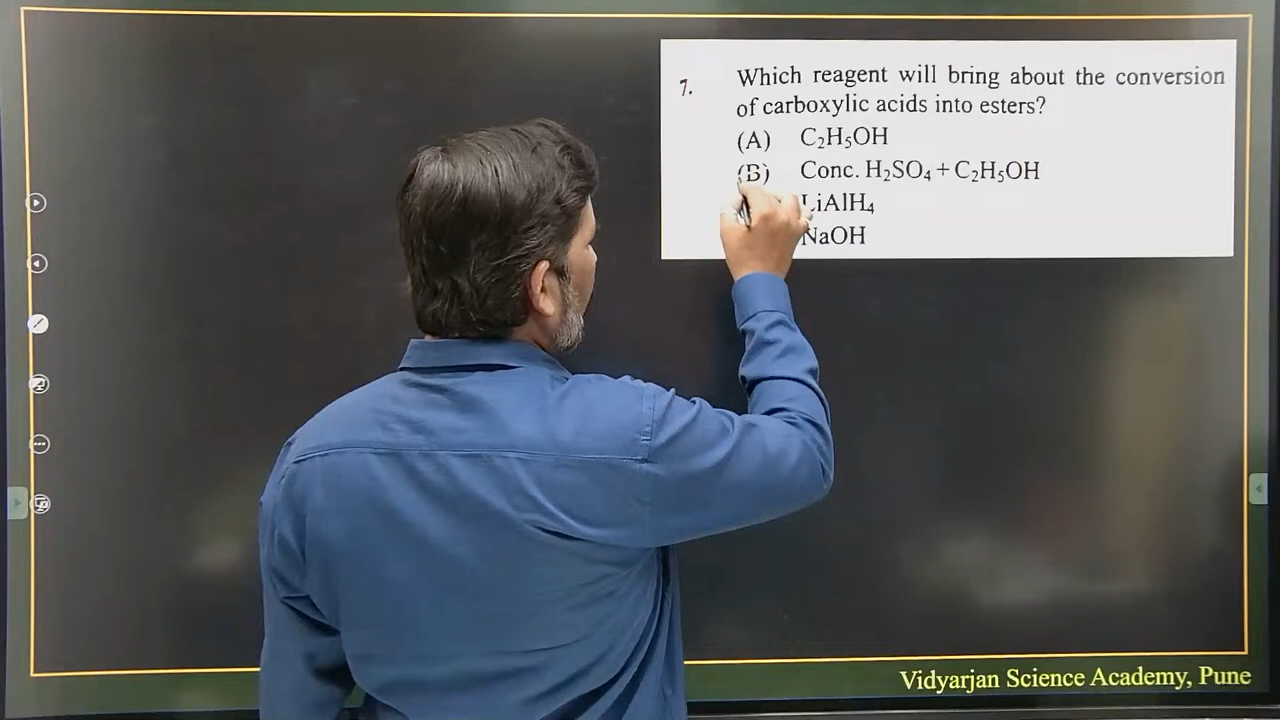 7. Which reagent will bring about the conversion
of carboxylic acids into esters?
(A) C₂H₅OH
(B) Conc. H₂SO₄ + C₂H₅OH
LiAlH₄
NaOH
Vidyarjan Science Academy, Pune